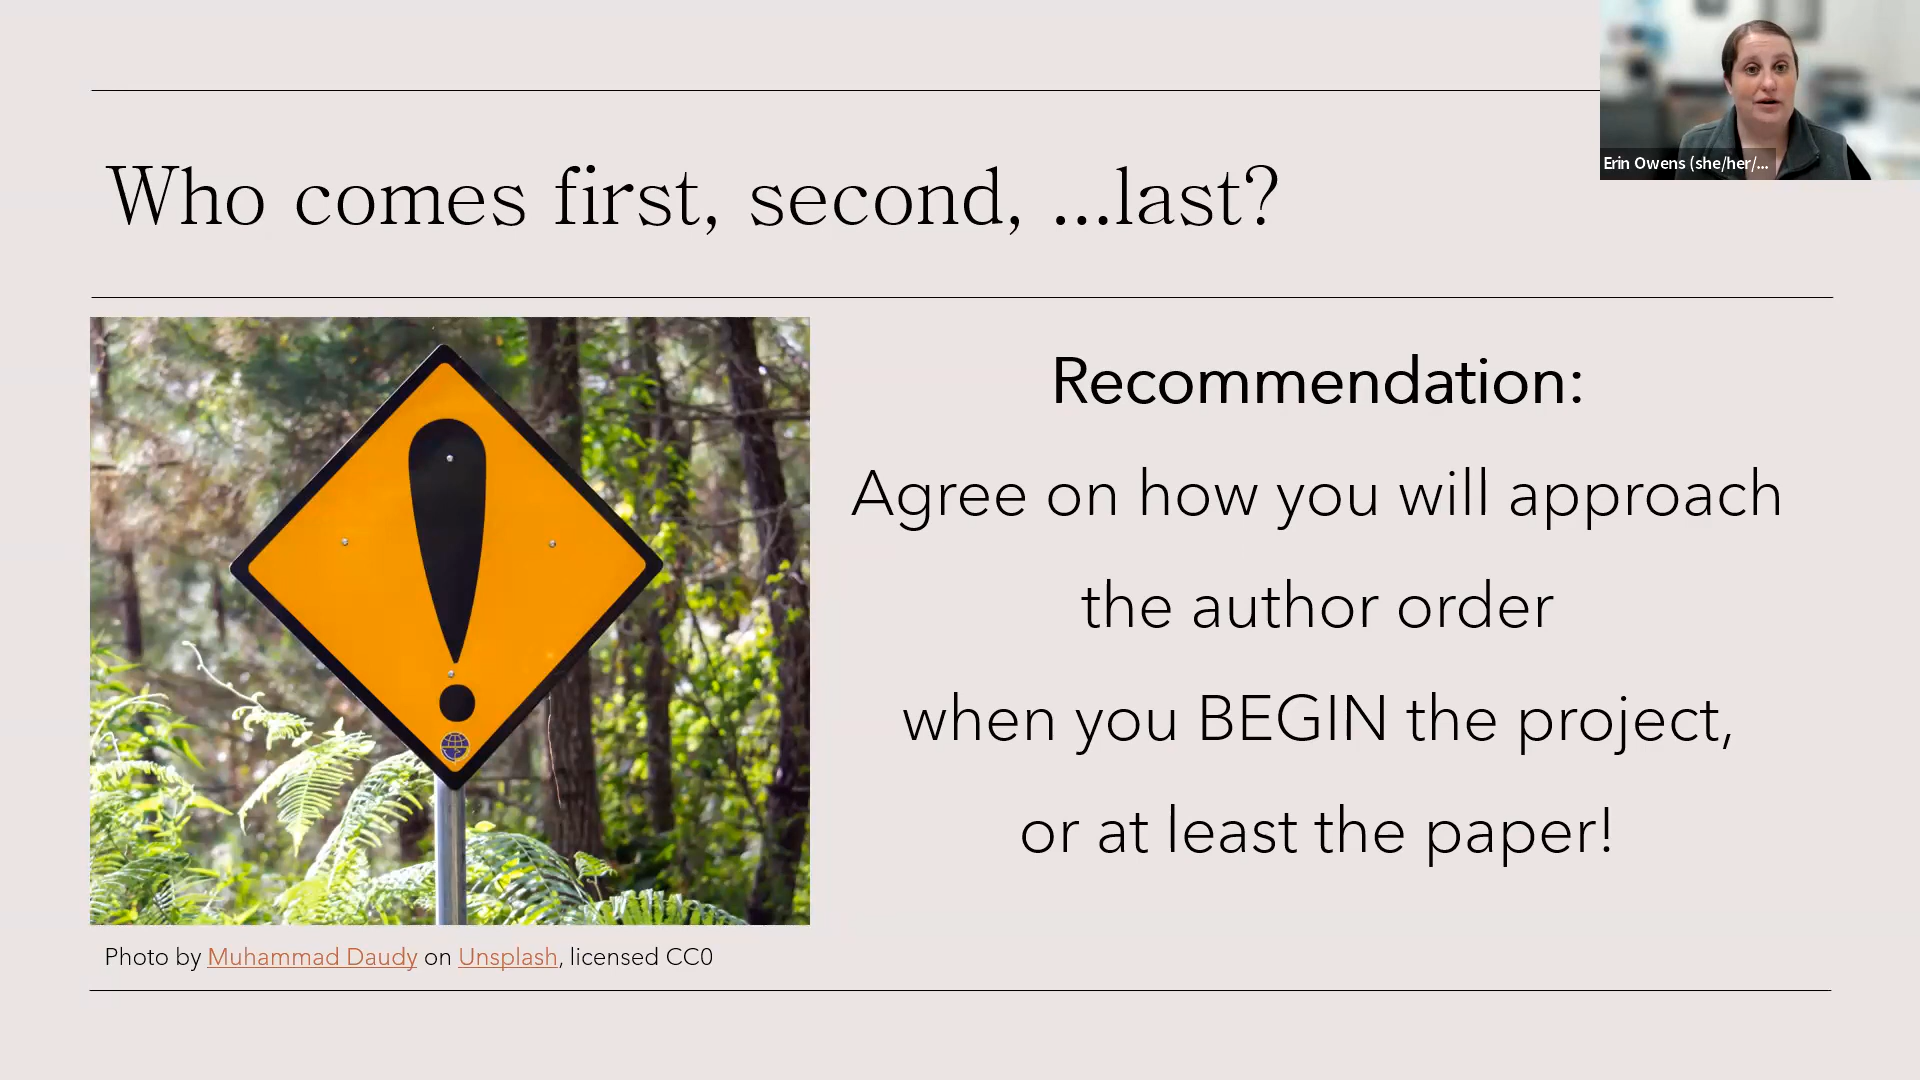 Who comes first, second, ...last?
Erin Owens (she/her/...
Recommendation:
Agree on how you will approach
the author order
when you BEGIN the project,
or at least the paper!
Photo by Muhammad Daudy on Unsplash, licensed CC0